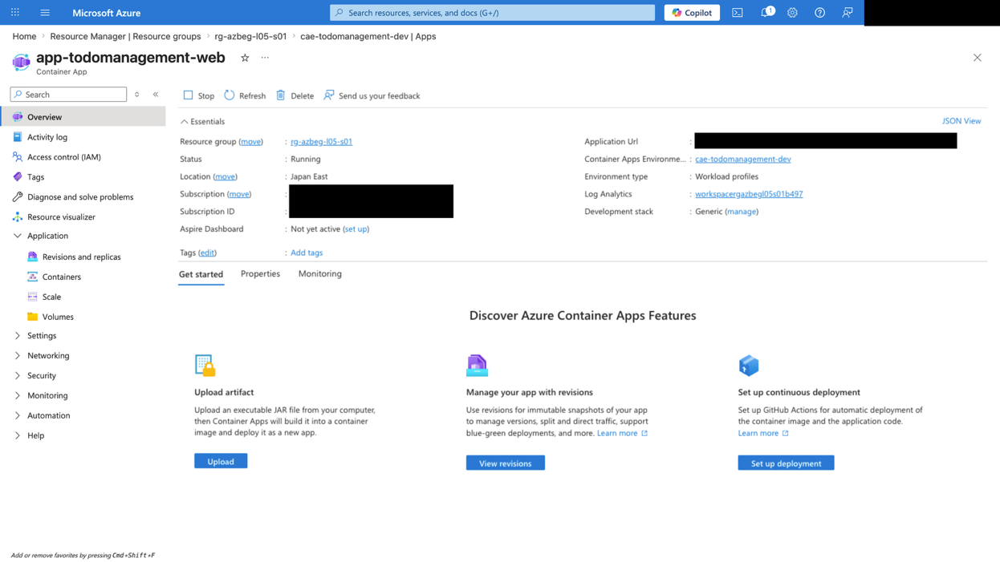 Microsoft Azure
Search resources, services, and docs (G+/)
Copilot
1
Home > Resource Manager | Resource groups > rg-azbeg-l05-s01 > cae-todomanagement-dev | Apps
app-todomanagement-web
Container App
Search
Overview
Activity log
Access control (IAM)
Tags
Diagnose and solve problems
Resource visualizer
Application
Revisions and replicas
Containers
Scale
Volumes
Settings
Networking
Security
Monitoring
Automation
Help
Add or remove favorites by pressing Cmd+Shift+F
Stop
Refresh
Delete
Send us your feedback
Essentials
JSON View
Resource group (move) : rg-azbeg-l05-s01
Status : Running
Location (move) : Japan East
Subscription (move) :
Subscription ID :
Aspire Dashboard : Not yet active (set up)
Tags (edit) : Add tags
Application Url :
Container Apps Environme... : cae-todomanagement-dev
Environment type : Workload profiles
Log Analytics : workspacergazbegl05s01b497
Development stack : Generic (manage)
Get started
Properties
Monitoring
Discover Azure Container Apps Features
Upload artifact
Upload an executable JAR file from your computer,
then Container Apps will build it into a container
image and deploy it as a new app.
Upload
Manage your app with revisions
Use revisions for immutable snapshots of your app
to manage versions, split and direct traffic, support
blue-green deployments, and more. Learn more
View revisions
Set up continuous deployment
Set up GitHub Actions for automatic deployment of
the container image and the application code.
Learn more
Set up deployment